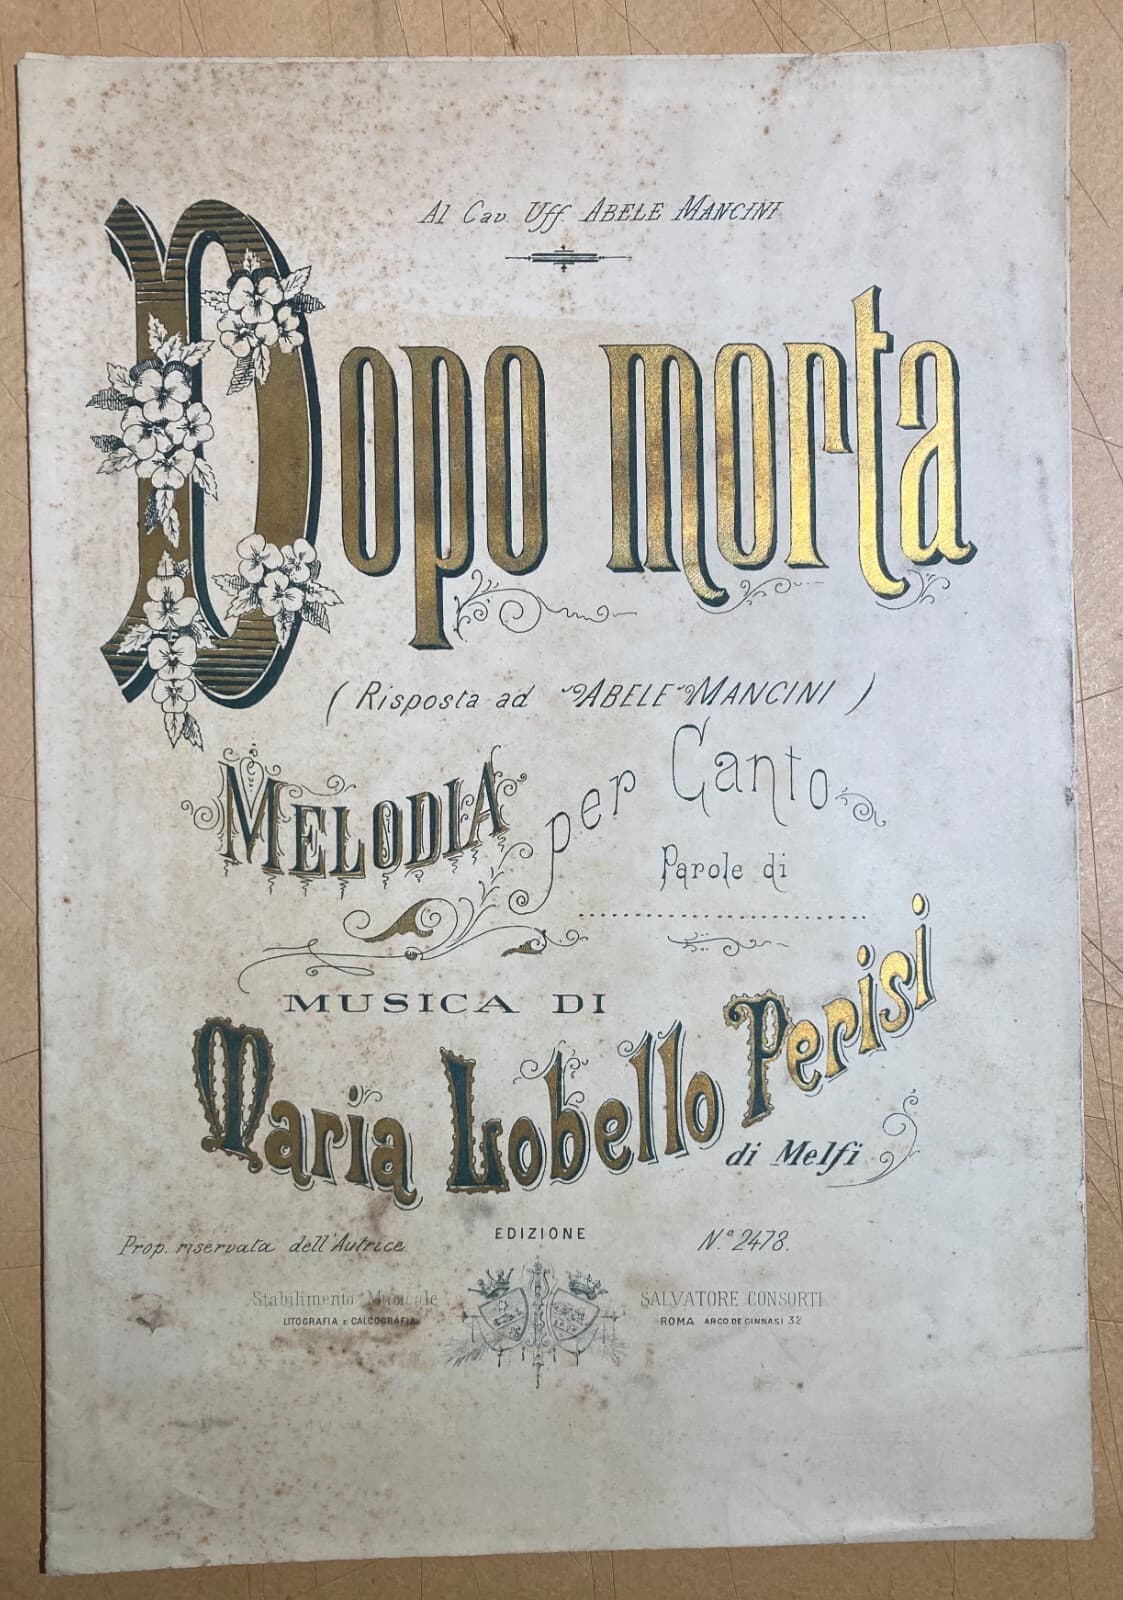 Al Cav. Uff. ABELE MANCINI
Dopo morta
(Risposta ad ABELE MANCINI)
MELODIA per Canto
Parole di
....................................
MUSICA DI
Maria Lobello Perisi
di Melfi
Prop. riservata dell'Autrice
EDIZIONE
N.º 2478.
Stabilimento Musicale
LITOGRAFIA e CALCOGRAFIA
SALVATORE CONSORTI
ROMA ARCO DE GINNASI 32